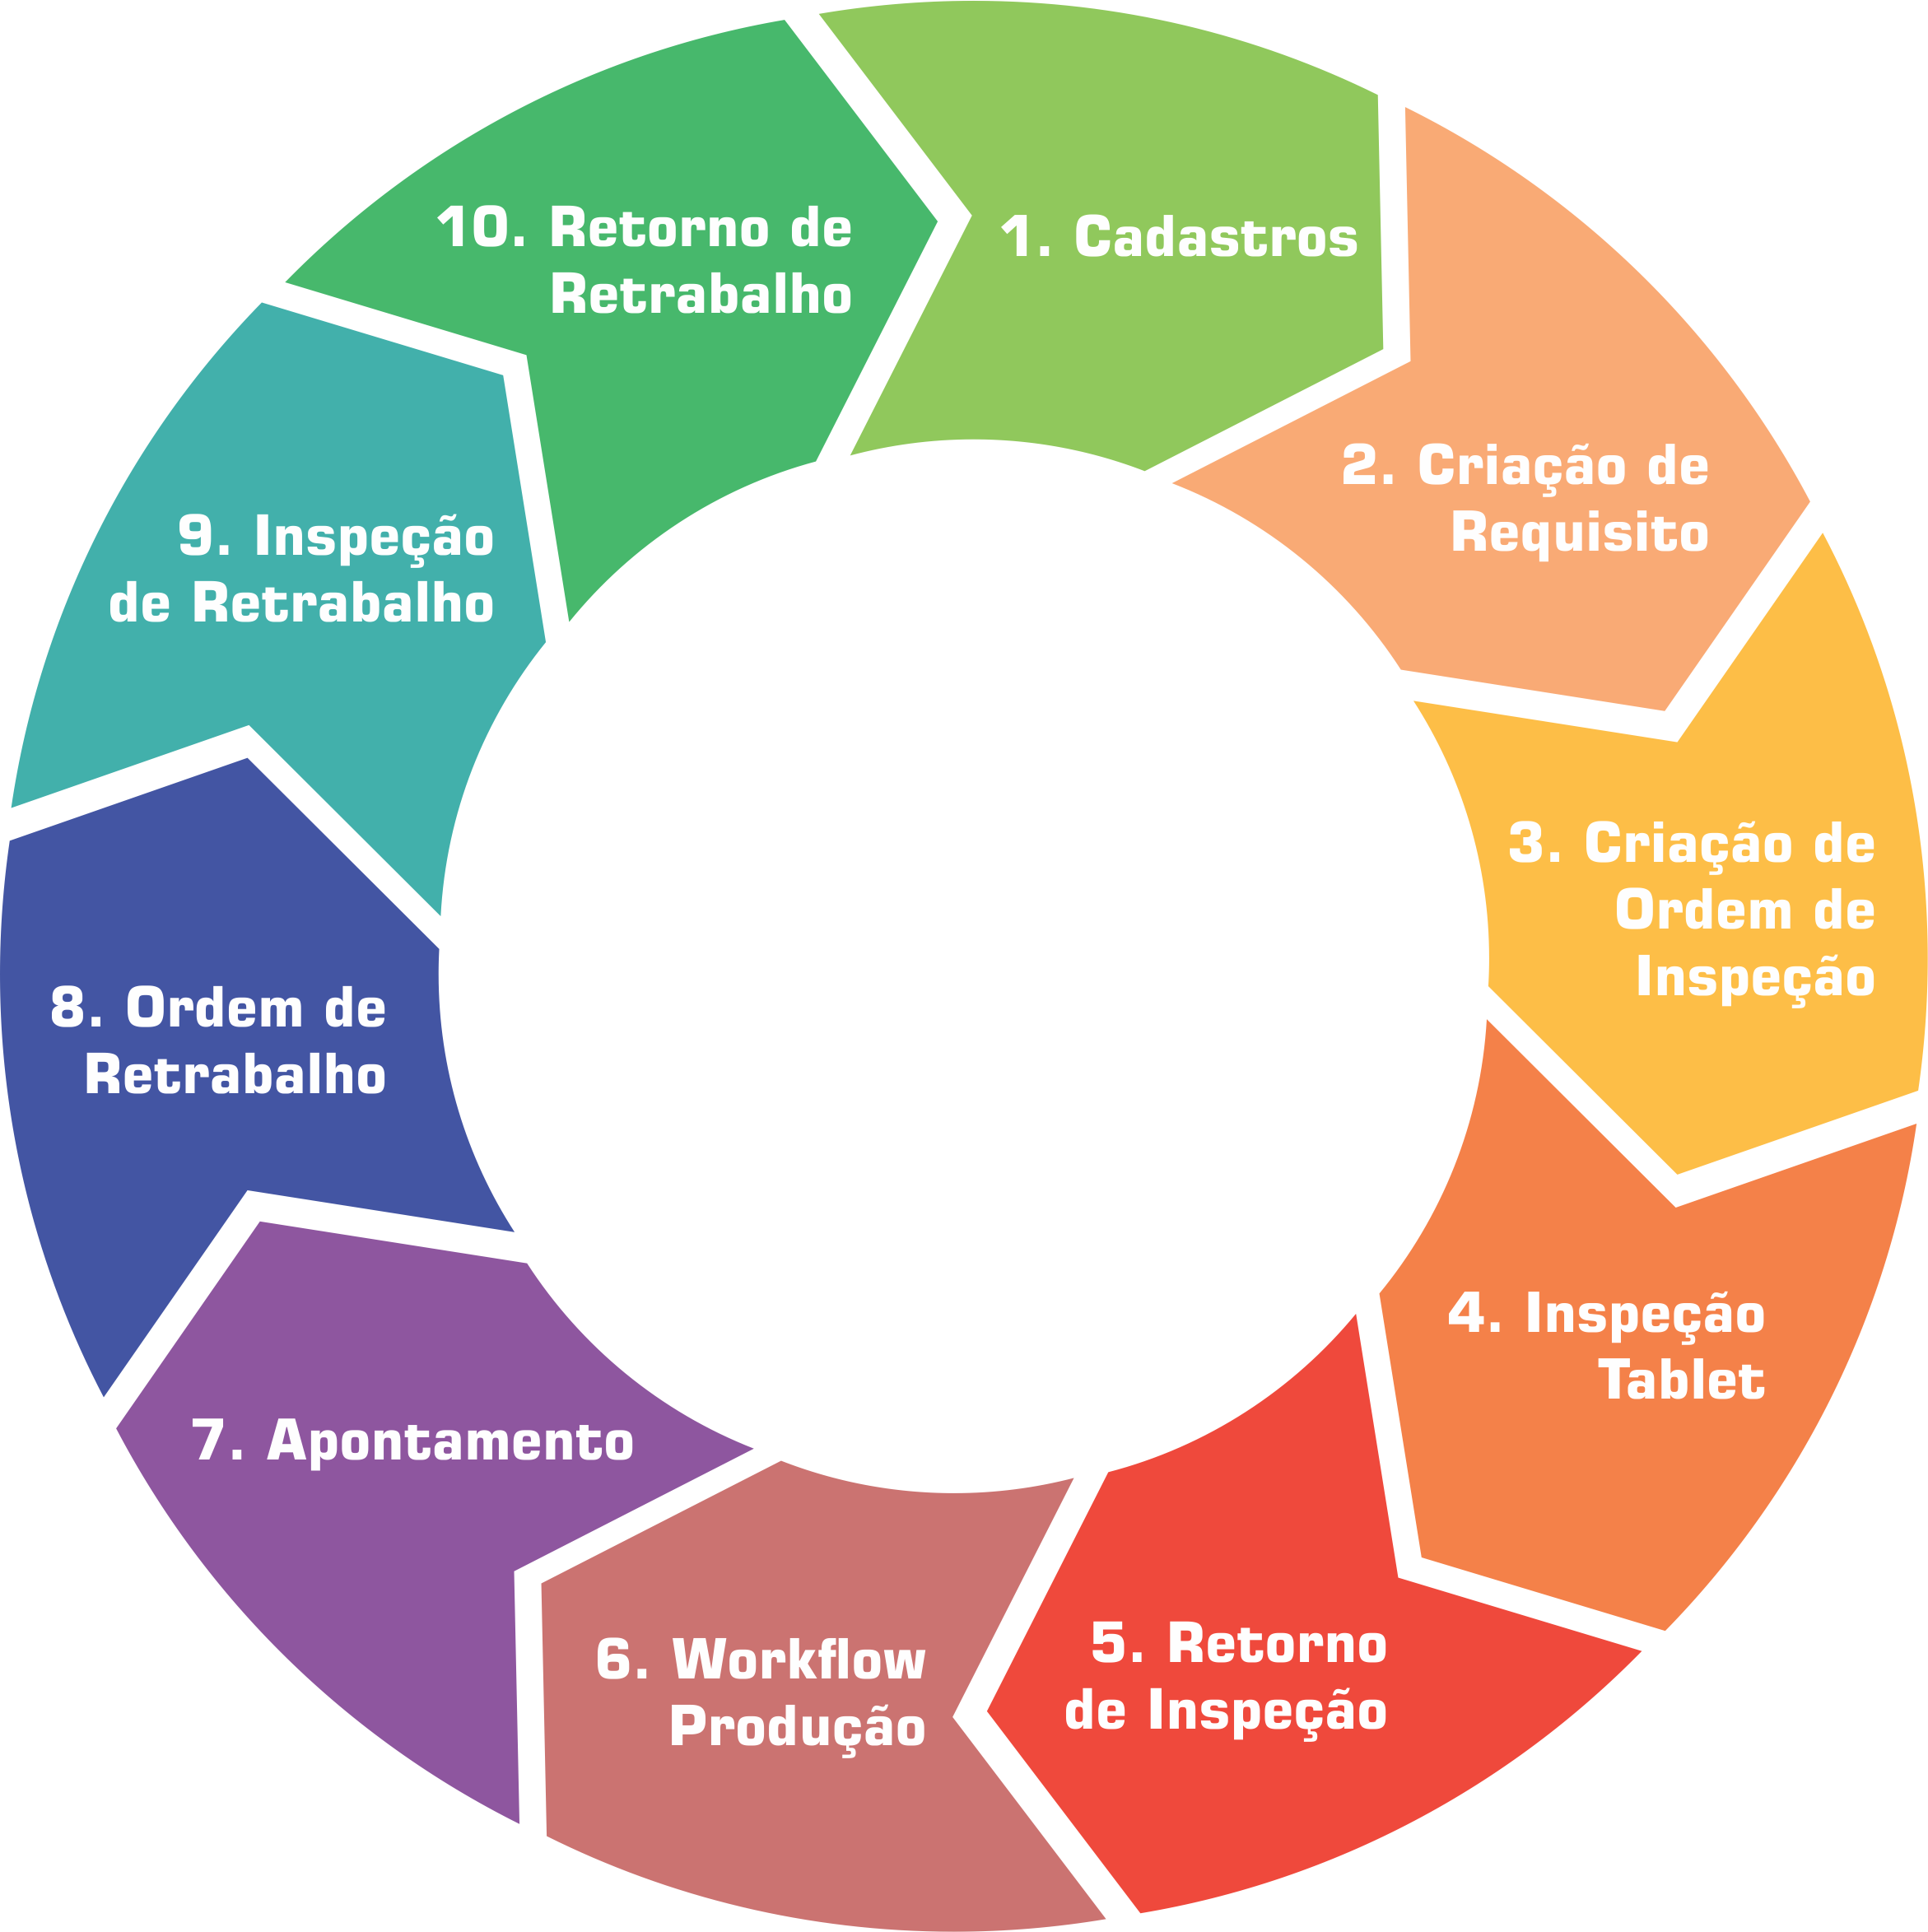 1. Cadastros
2. Criação de
Requisito
3. Criação de
Ordem de
Inspeção
4. Inspeção
Tablet
5. Retorno
de Inspeção
6. Workflow
Produção
7. Apontamento
8. Ordem de
Retrabalho
9. Inspeção
de Retrabalho
10. Retorno de
Retrabalho